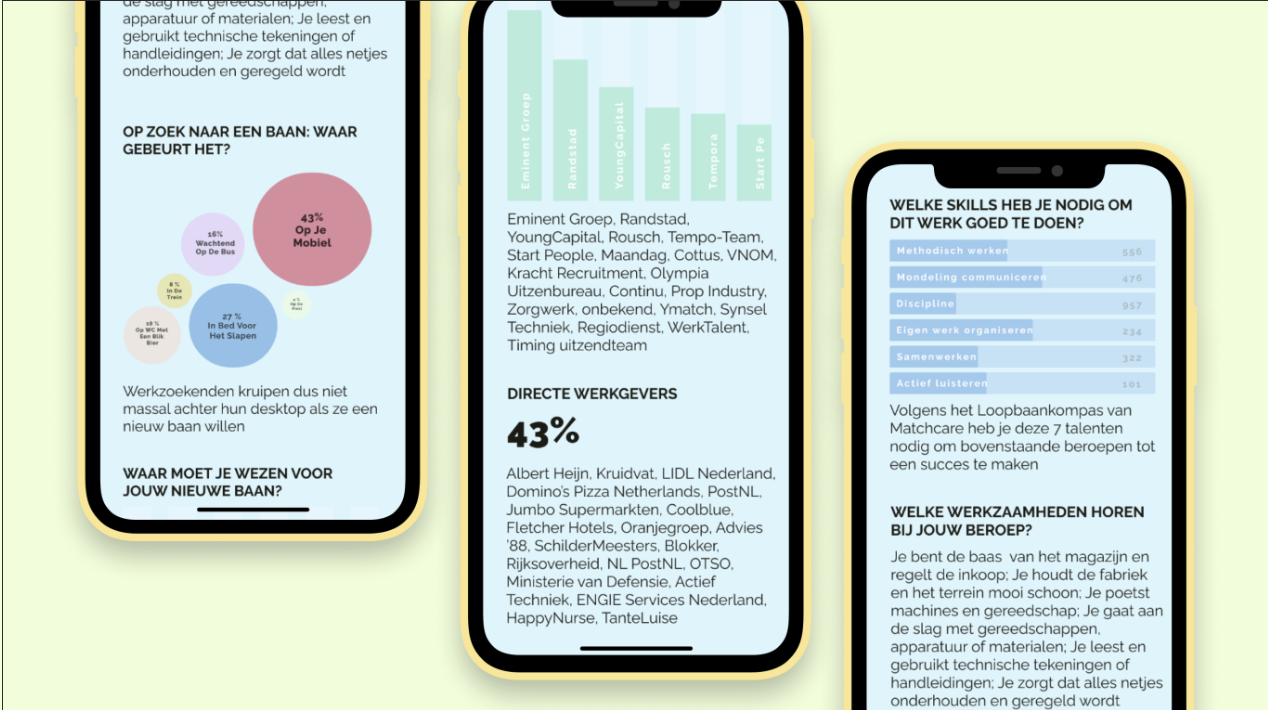 de slag met gereedschappen,
apparatuur of materialen; Je leest en
gebruikt technische tekeningen of
handleidingen; Je zorgt dat alles netjes
onderhouden en geregeld wordt
OP ZOEK NAAR EEN BAAN: WAAR
GEBEURT HET?
43%
Op Je
Mobiel
16%
Wachtend
Op De Bus
8 %
In De
Trein
27 %
In Bed Voor
Het Slapen
Op WC Met
Een Blik
Bier
Werkzoekenden kruipen dus niet
massal achter hun desktop als ze een
nieuw baan willen
WAAR MOET JE WEZEN VOOR
JOUW NIEUWE BAAN?
Eminent Groep
Randstad
YoungCapital
Rousch
Tempora
Start Pe
Eminent Groep, Randstad,
YoungCapital, Rousch, Tempo-Team,
Start People, Maandag, Cottus, VNOM,
Kracht Recruitment, Olympia
Uitzenbureau, Continu, Prop Industry,
Zorgwerk, onbekend, Ymatch, Synsel
Techniek, Regiodienst, WerkTalent,
Timing uitzendteam
DIRECTE WERKGEVERS
43%
Albert Heijn, Kruidvat, LIDL Nederland,
Domino's Pizza Netherlands, PostNL,
Jumbo Supermarkten, Coolblue,
Fletcher Hotels, Oranjegroep, Advies
'88, SchilderMeesters, Blokker,
Rijksoverheid, NL PostNL, OTSO,
Ministerie van Defensie, Actief
Techniek, ENGIE Services Nederland,
HappyNurse, TanteLuise
WELKE SKILLS HEB JE NODIG OM
DIT WERK GOED TE DOEN?
Methodisch werken 556
Mondeling communiceren 476
Discipline 957
Eigen werk organiseren 234
Samenwerken 322
Actief luisteren 101
Volgens het Loopbaankompas van
Matchcare heb je deze 7 talenten
nodig om bovenstaande beroepen tot
een succes te maken
WELKE WERKZAAMHEDEN HOREN
BIJ JOUW BEROEP?
Je bent de baas van het magazijn en
regelt de inkoop; Je houdt de fabriek
en het terrein mooi schoon; Je poetst
machines en gereedschap; Je gaat aan
de slag met gereedschappen,
apparatuur of materialen; Je leest en
gebruikt technische tekeningen of
handleidingen; Je zorgt dat alles netjes
onderhouden en geregeld wordt